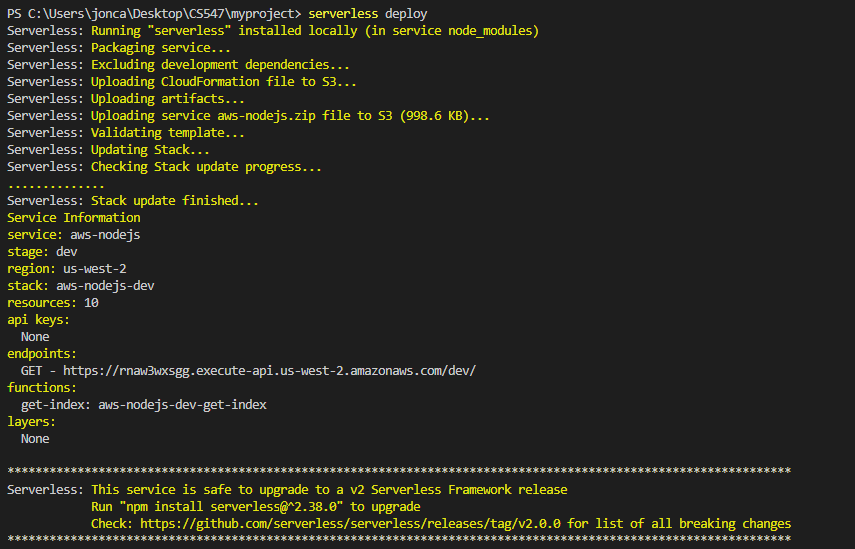 PS C:\Users\jonca\Desktop\CS547\myproject> serverless deploy
Serverless: Running "serverless" installed locally (in service node_modules)
Serverless: Packaging service...
Serverless: Excluding development dependencies...
Serverless: Uploading CloudFormation file to S3...
Serverless: Uploading artifacts...
Serverless: Uploading service aws-nodejs.zip file to S3 (998.6 KB)...
Serverless: Validating template...
Serverless: Updating Stack...
Serverless: Checking Stack update progress...
..............
Serverless: Stack update finished...
Service Information
service: aws-nodejs
stage: dev
region: us-west-2
stack: aws-nodejs-dev
resources: 10
api keys:
  None
endpoints:
  GET - https://rnaw3wxsgg.execute-api.us-west-2.amazonaws.com/dev/
functions:
  get-index: aws-nodejs-dev-get-index
layers:
  None

****************************************************************************************************************
Serverless: This service is safe to upgrade to a v2 Serverless Framework release
            Run "npm install serverless@^2.38.0" to upgrade
            Check: https://github.com/serverless/serverless/releases/tag/v2.0.0 for list of all breaking changes
****************************************************************************************************************